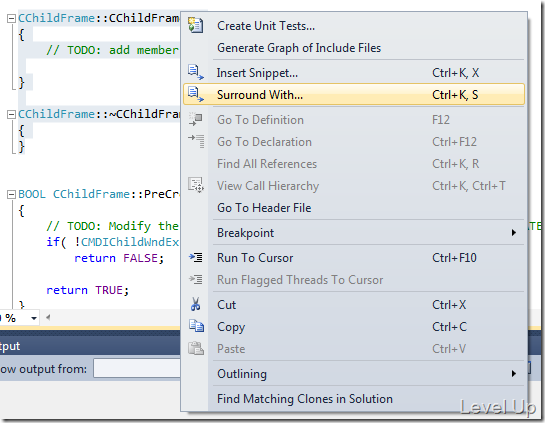 CChildFrame::CChildFrame
{
// TODO: add member
}
CChildFrame::~CChildFrame
{
}
BOOL CChildFrame::PreCre
{
// TODO: Modify the
ATE
if( !CMDIChildWndEx
return FALSE;
return TRUE;
}
0 %
tput
ow output from:
Create Unit Tests...
Generate Graph of Include Files
Insert Snippet... Ctrl+K, X
Surround With... Ctrl+K, S
Go To Definition F12
Go To Declaration Ctrl+F12
Find All References Ctrl+K, R
View Call Hierarchy Ctrl+K, Ctrl+T
Go To Header File
Breakpoint
Run To Cursor Ctrl+F10
Run Flagged Threads To Cursor
Cut Ctrl+X
Copy Ctrl+C
Paste Ctrl+V
Outlining
Find Matching Clones in Solution
Level Up